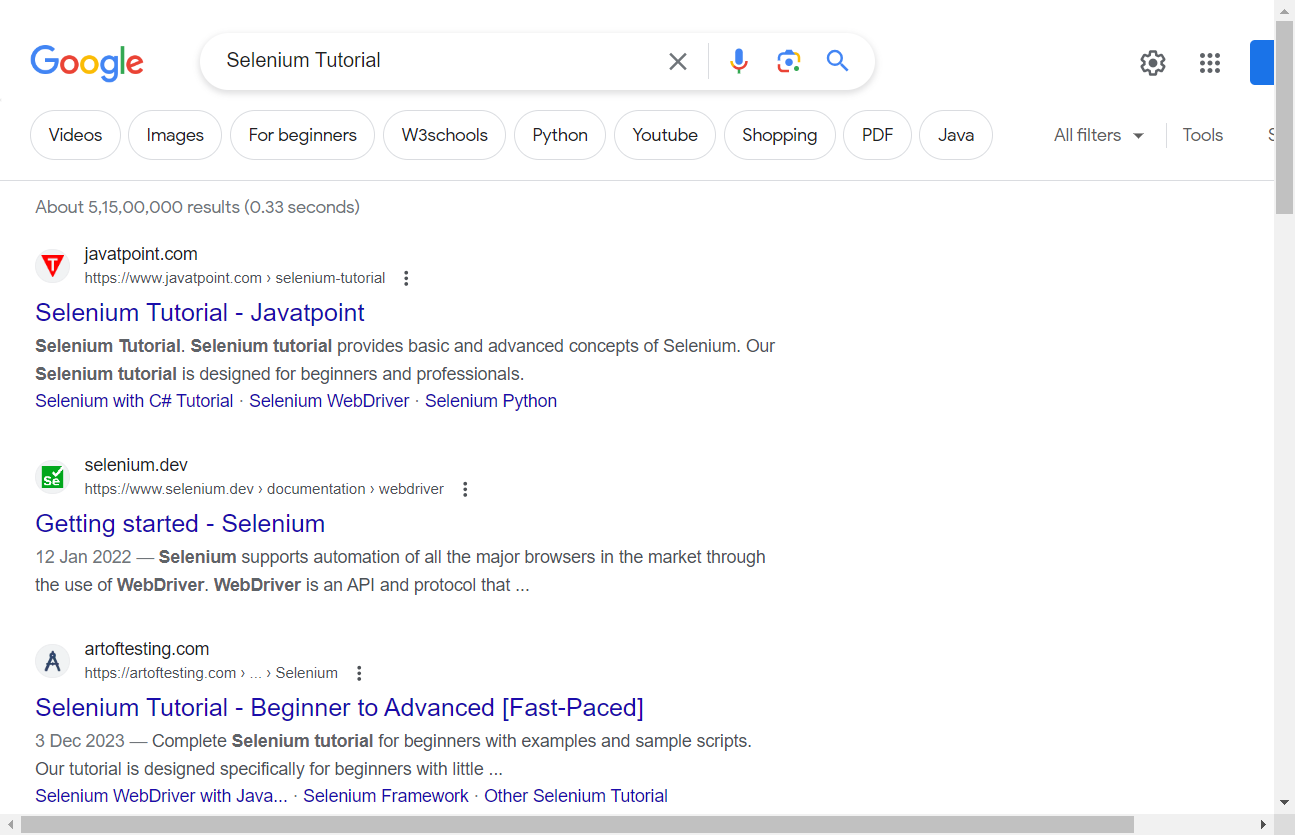 Google
Selenium Tutorial
Videos
Images
For beginners
W3schools
Python
Youtube
Shopping
PDF
Java
All filters
Tools
About 5,15,00,000 results (0.33 seconds)
javatpoint.com
https://www.javatpoint.com › selenium-tutorial
Selenium Tutorial - Javatpoint
Selenium Tutorial. Selenium tutorial provides basic and advanced concepts of Selenium. Our
Selenium tutorial is designed for beginners and professionals.
Selenium with C# Tutorial · Selenium WebDriver · Selenium Python
selenium.dev
https://www.selenium.dev › documentation › webdriver
Getting started - Selenium
12 Jan 2022 — Selenium supports automation of all the major browsers in the market through
the use of WebDriver. WebDriver is an API and protocol that ...
artoftesting.com
https://artoftesting.com › ... › Selenium
Selenium Tutorial - Beginner to Advanced [Fast-Paced]
3 Dec 2023 — Complete Selenium tutorial for beginners with examples and sample scripts.
Our tutorial is designed specifically for beginners with little ...
Selenium WebDriver with Java... · Selenium Framework · Other Selenium Tutorial